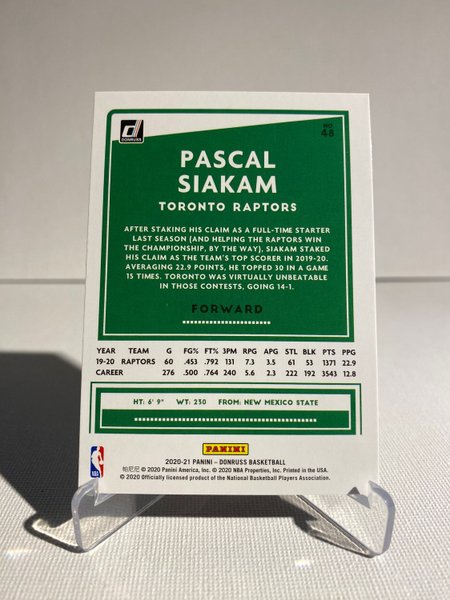 DONRUSS
NO
48
PASCAL
SIAKAM
TORONTO RAPTORS
AFTER STAKING HIS CLAIM AS A FULL-TIME STARTER
LAST SEASON (AND HELPING THE RAPTORS WIN
THE CHAMPIONSHIP, BY THE WAY), SIAKAM STAKED
HIS CLAIM AS THE TEAM'S TOP SCORER IN 2019-20.
AVERAGING 22.9 POINTS, HE TOPPED 30 IN A GAME
15 TIMES. TORONTO WAS VIRTUALLY UNBEATABLE
IN THOSE CONTESTS, GOING 14-1.
FORWARD
YEAR TEAM G FG% FT% 3PM RPG APG STL BLK PTS PPG
19-20 RAPTORS 60 .453 .792 131 7.3 3.5 61 53 1371 22.9
CAREER 276 .500 .764 240 5.6 2.3 222 192 3543 12.8
HT: 6' 9" WT: 230 FROM: NEW MEXICO STATE
PANINI
NBA
2020-21 PANINI – DONRUSS BASKETBALL
帕尼尼 © 2020 Panini America, Inc. © 2020 NBA Properties, Inc. Printed in the USA.
© 2020 Officially licensed product of the National Basketball Players Association.